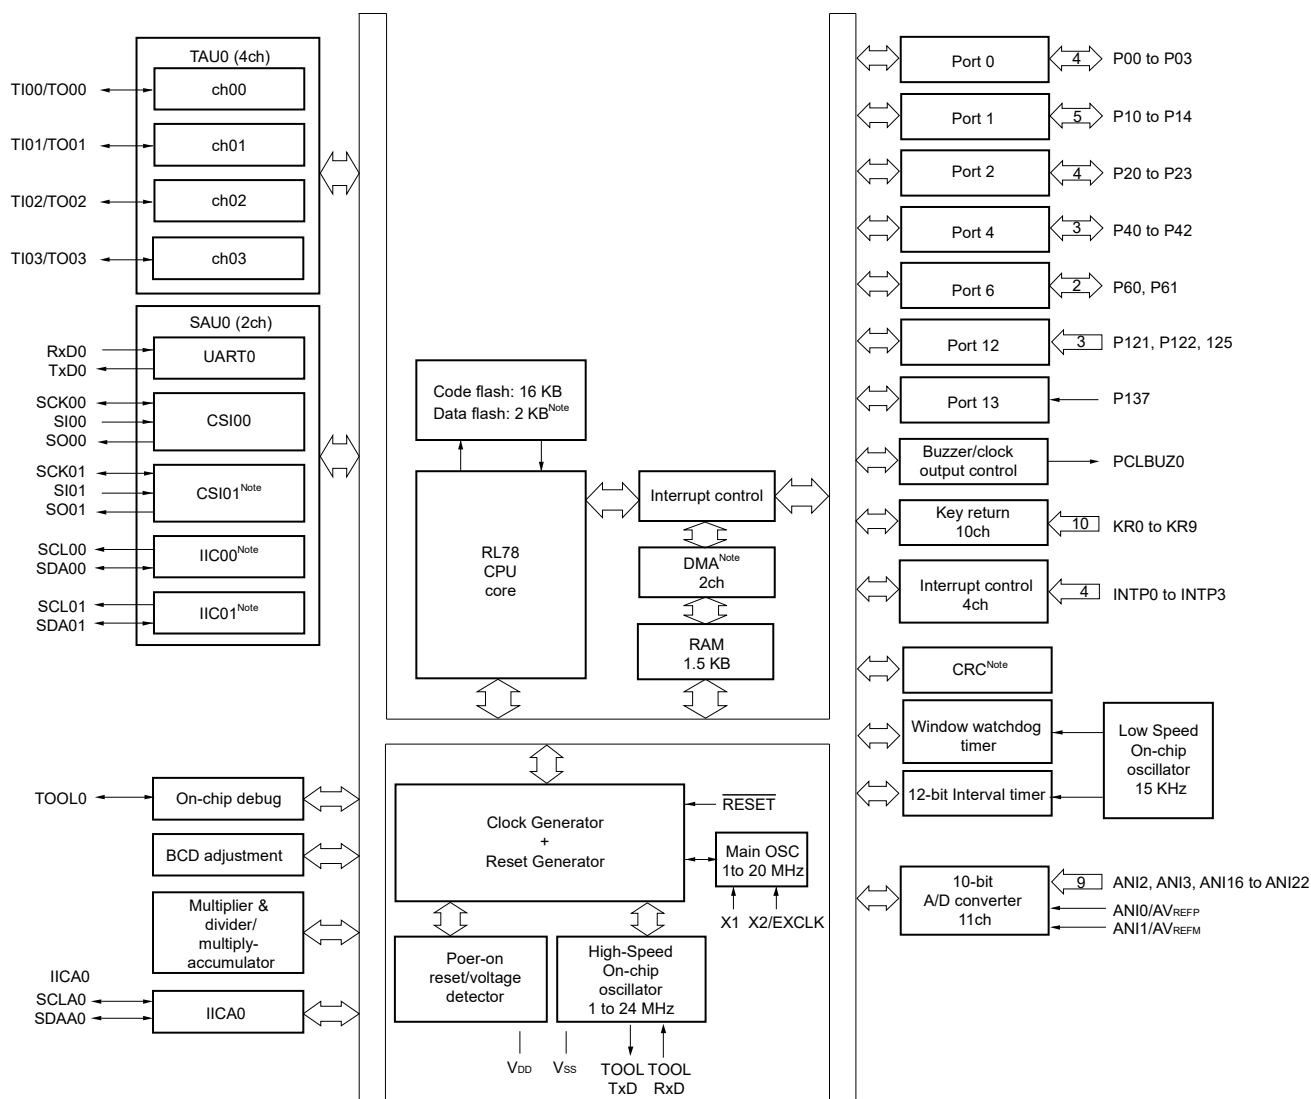 TAU0 (4ch)
TI00/TO00
ch00
TI01/TO01
ch01
TI02/TO02
ch02
TI03/TO03
ch03
SAU0 (2ch)
RxD0
TxD0
UART0
SCK00
SI00
SO00
CSI00
SCK01
SI01
SO01
CSI01Note
SCL00
SDA00
IIC00Note
SCL01
SDA01
IIC01Note
TOOL0
On-chip debug
BCD adjustment
Multiplier &
divider/
multiply-
accumulator
IICA0
SCLA0
SDAA0
IICA0
Code flash: 16 KB
Data flash: 2 KBNote
RL78
CPU
core
Interrupt control
DMANote
2ch
RAM
1.5 KB
Clock Generator
+
Reset Generator
RESET
Main OSC
1to 20 MHz
X1 X2/EXCLK
Poer-on
reset/voltage
detector
High-Speed
On-chip
oscillator
1 to 24 MHz
VDD
VSS
TOOL
TxD
TOOL
RxD
Port 0
4
P00 to P03
Port 1
5
P10 to P14
Port 2
4
P20 to P23
Port 4
3
P40 to P42
Port 6
2
P60, P61
Port 12
3
P121, P122, 125
Port 13
P137
Buzzer/clock
output control
PCLBUZ0
Key return
10ch
10
KR0 to KR9
Interrupt control
4ch
4
INTP0 to INTP3
CRCNote
Window watchdog
timer
12-bit Interval timer
Low Speed
On-chip
oscillator
15 KHz
10-bit
A/D converter
11ch
9
ANI2, ANI3, ANI16 to ANI22
ANI0/AVREFP
ANI1/AVREFM